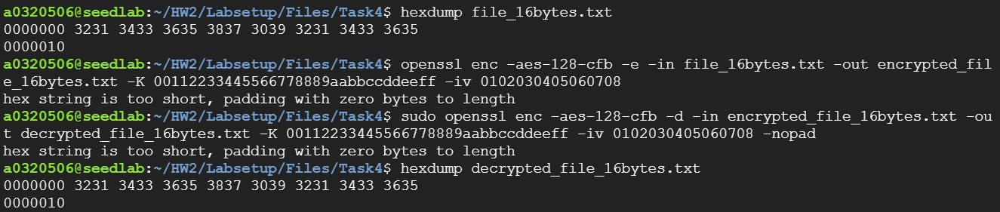 a0320506@seedlab:~/HW2/Labsetup/Files/Task4$ hexdump file_16bytes.txt
0000000 3231 3433 3635 3837 3039 3231 3433 3635
0000010
a0320506@seedlab:~/HW2/Labsetup/Files/Task4$ openssl enc -aes-128-cfb -e -in file_16bytes.txt -out encrypted_fil
e_16bytes.txt -K 00112233445566778889aabbccddeeff -iv 0102030405060708
hex string is too short, padding with zero bytes to length
a0320506@seedlab:~/HW2/Labsetup/Files/Task4$ sudo openssl enc -aes-128-cfb -d -in encrypted_file_16bytes.txt -ou
t decrypted_file_16bytes.txt -K 00112233445566778889aabbccddeeff -iv 0102030405060708 -nopad
hex string is too short, padding with zero bytes to length
a0320506@seedlab:~/HW2/Labsetup/Files/Task4$ hexdump decrypted_file_16bytes.txt
0000000 3231 3433 3635 3837 3039 3231 3433 3635
0000010